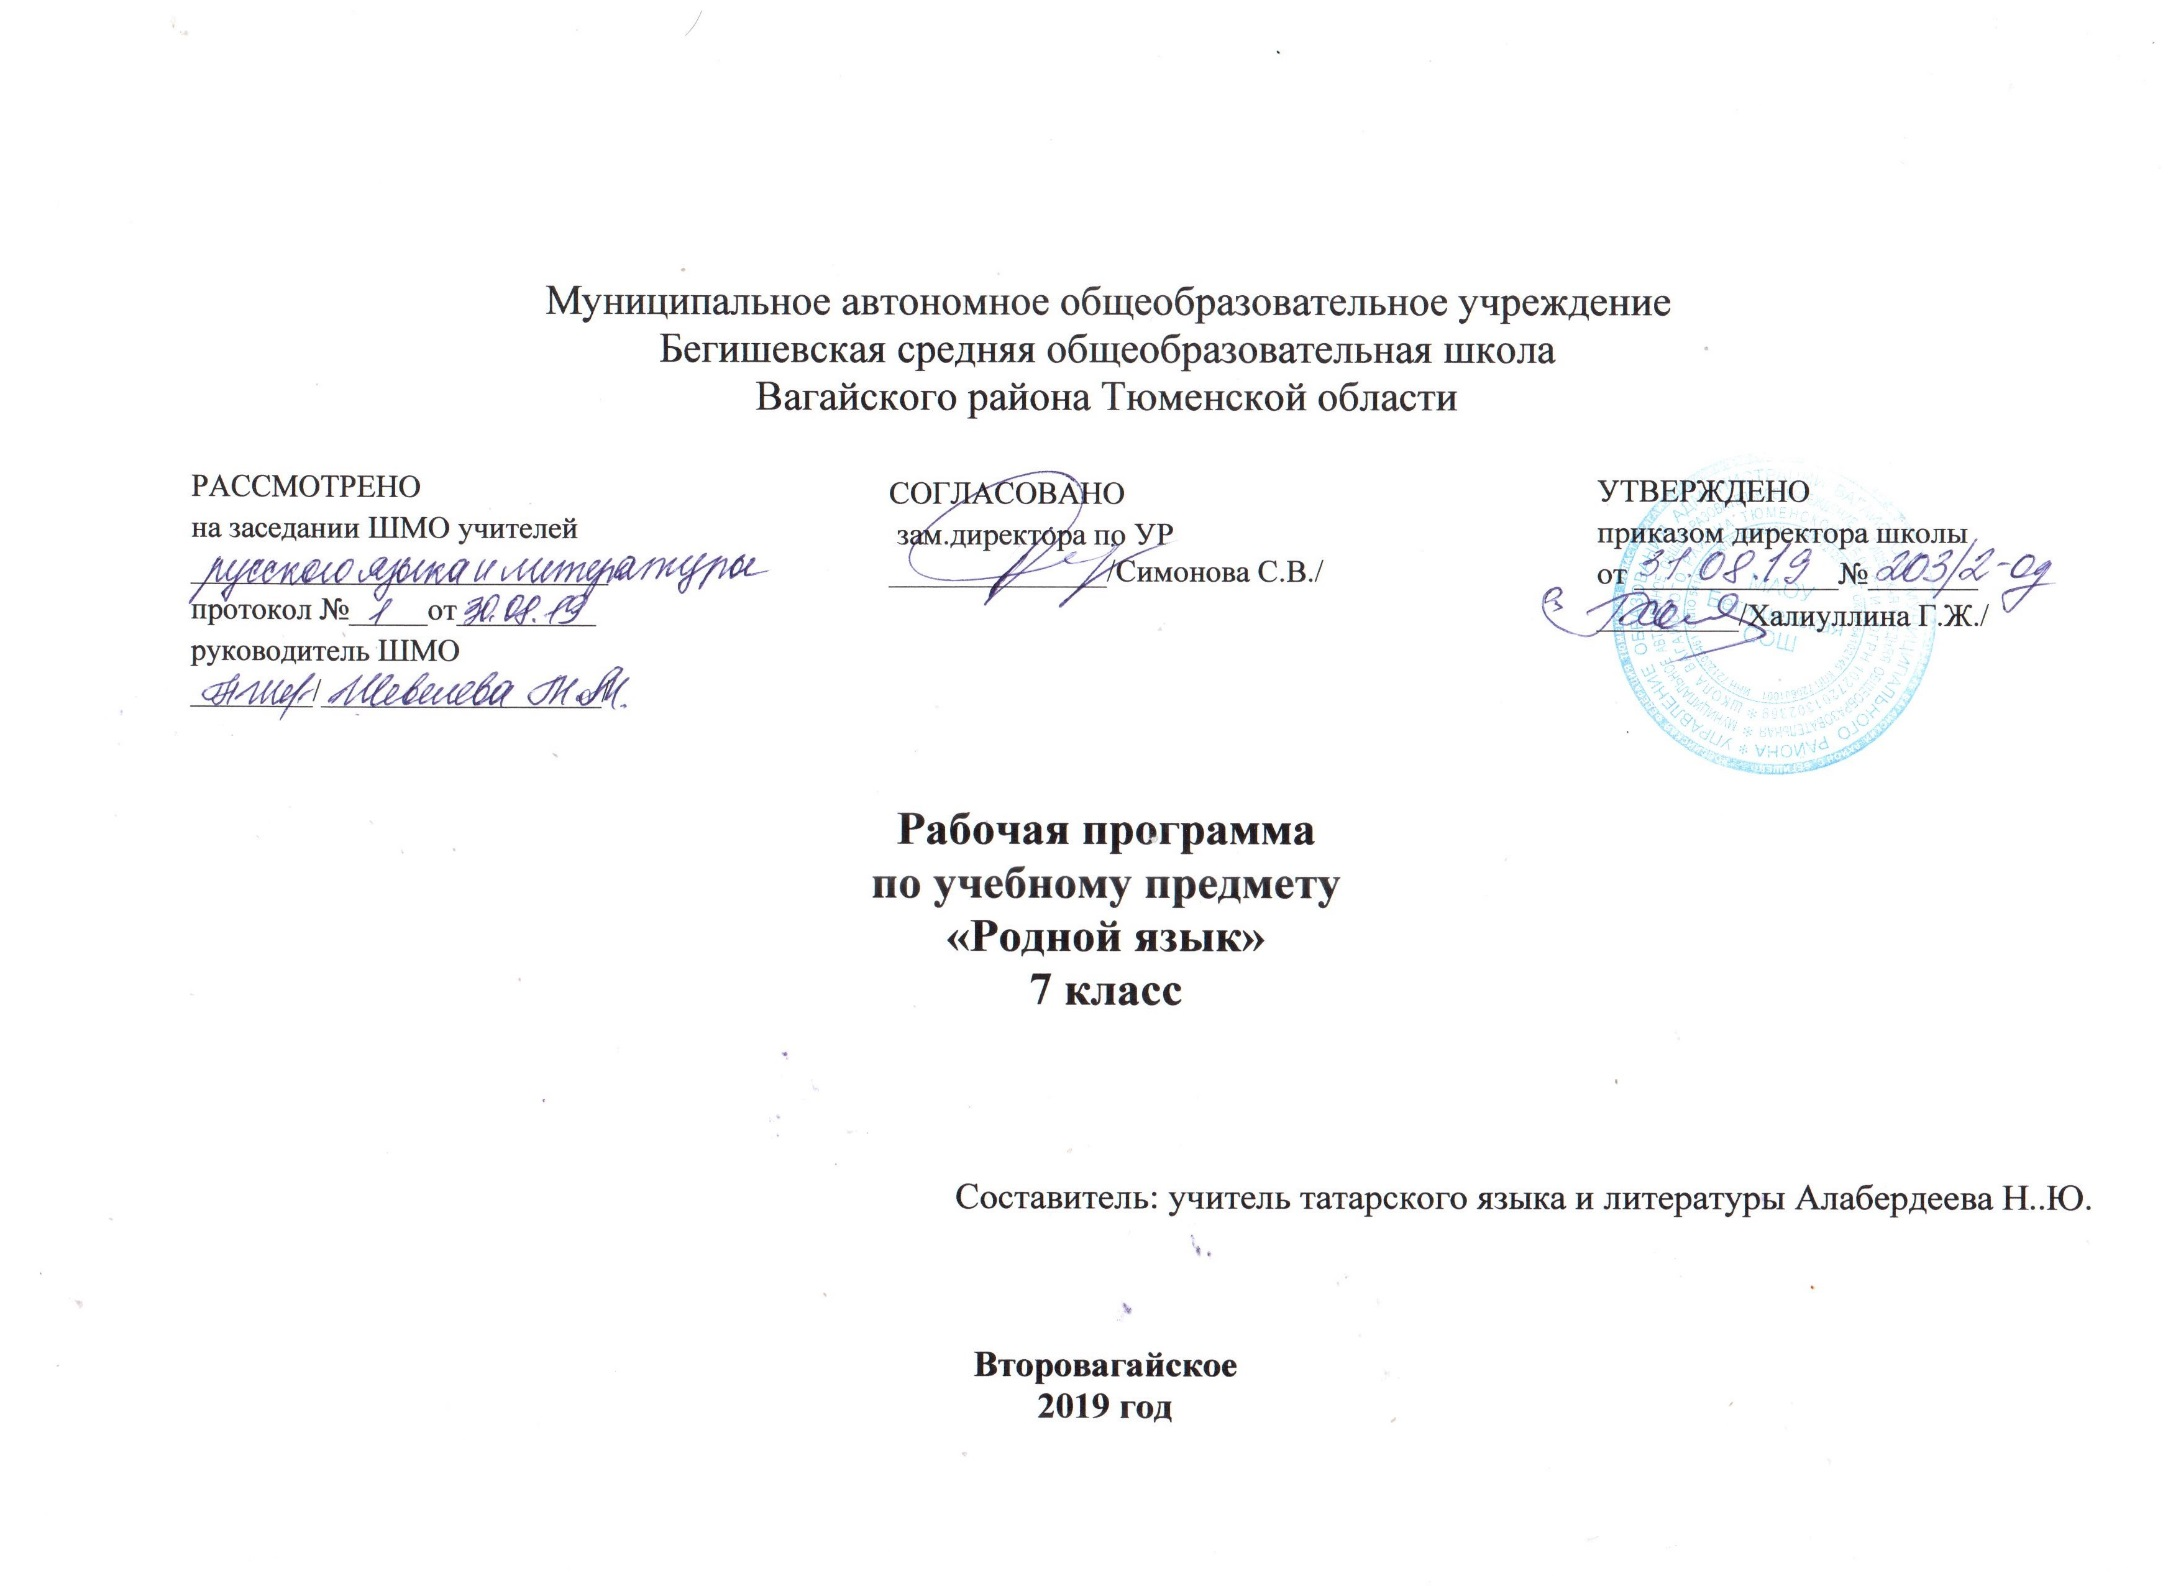 Муниципальное автономное общеобразовательное учреждение
Бегишевская средняя общеобразовательная школа
Вагайского района Тюменской области
РАССМОТРЕНО
на заседании ШМО учителей
русского языка и литературы
протокол № 1 от 30.08.19
руководитель ШМО
/ Шевелева Т.М.
СОГЛАСОВАНО
зам.директора по УР
/Симонова С.В./
УТВЕРЖДЕНО
приказом директора школы
от 31.08.19 № 203/2-од
/Халиуллина Г.Ж./
Рабочая программа
по учебному предмету
«Родной язык»
7 класс
Составитель: учитель татарского языка и литературы Алабердеева Н..Ю.
Второвагайское
2019 год